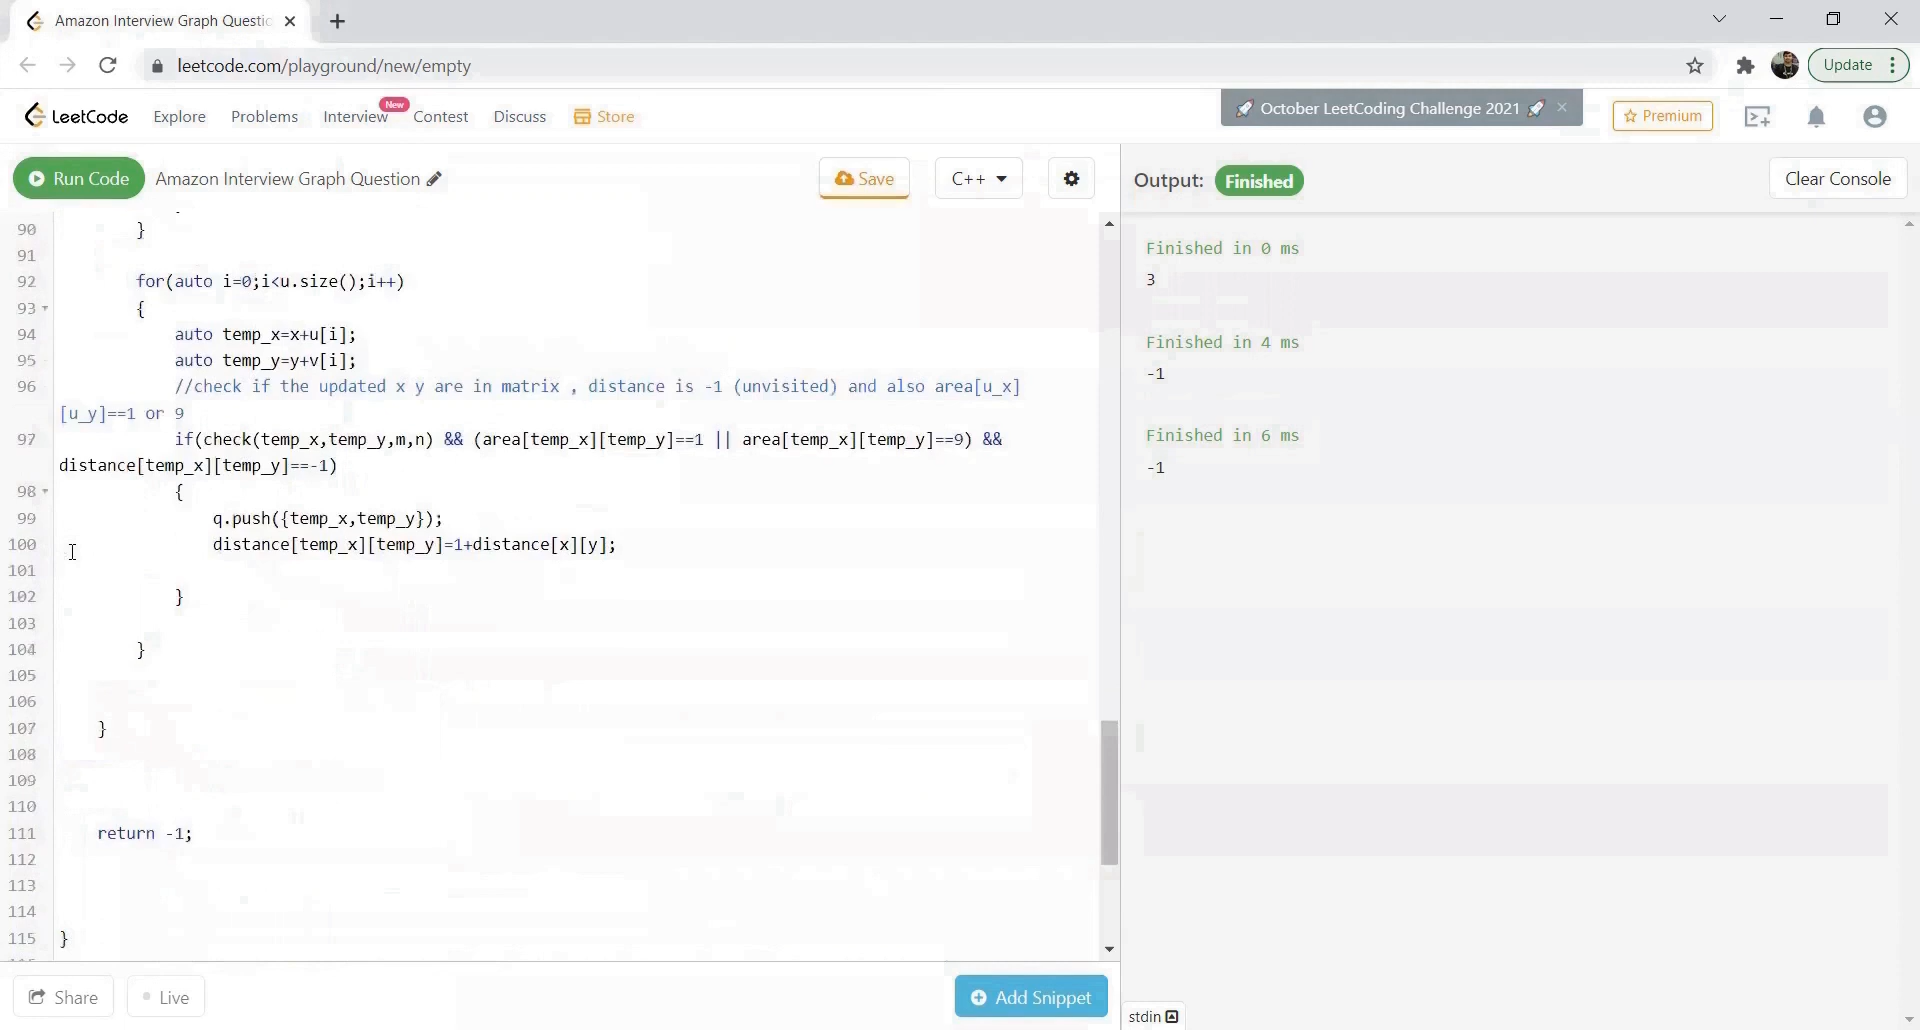 Amazon Interview Graph Questic
leetcode.com/playground/new/empty
Update
LeetCode
Explore
Problems
Interview
New
Contest
Discuss
Store
🚀 October LeetCoding Challenge 2021 🚀
Premium
Run Code
Amazon Interview Graph Question
Save
C++
Output:
Finished
Clear Console
90 }
91
92 for(auto i=0;i<u.size();i++)
93 {
94 auto temp_x=x+u[i];
95 auto temp_y=y+v[i];
96 //check if the updated x y are in matrix , distance is -1 (unvisited) and also area[u_x]
[u_y]==1 or 9
97 if(check(temp_x,temp_y,m,n) && (area[temp_x][temp_y]==1 || area[temp_x][temp_y]==9) &&
distance[temp_x][temp_y]==-1)
98 {
99 q.push({temp_x,temp_y});
100 distance[temp_x][temp_y]=1+distance[x][y];
101
102 }
103
104 }
105
106
107 }
108
109
110
111 return -1;
112
113
114
115 }
Finished in 0 ms
3
Finished in 4 ms
-1
Finished in 6 ms
-1
Share
Live
Add Snippet
stdin